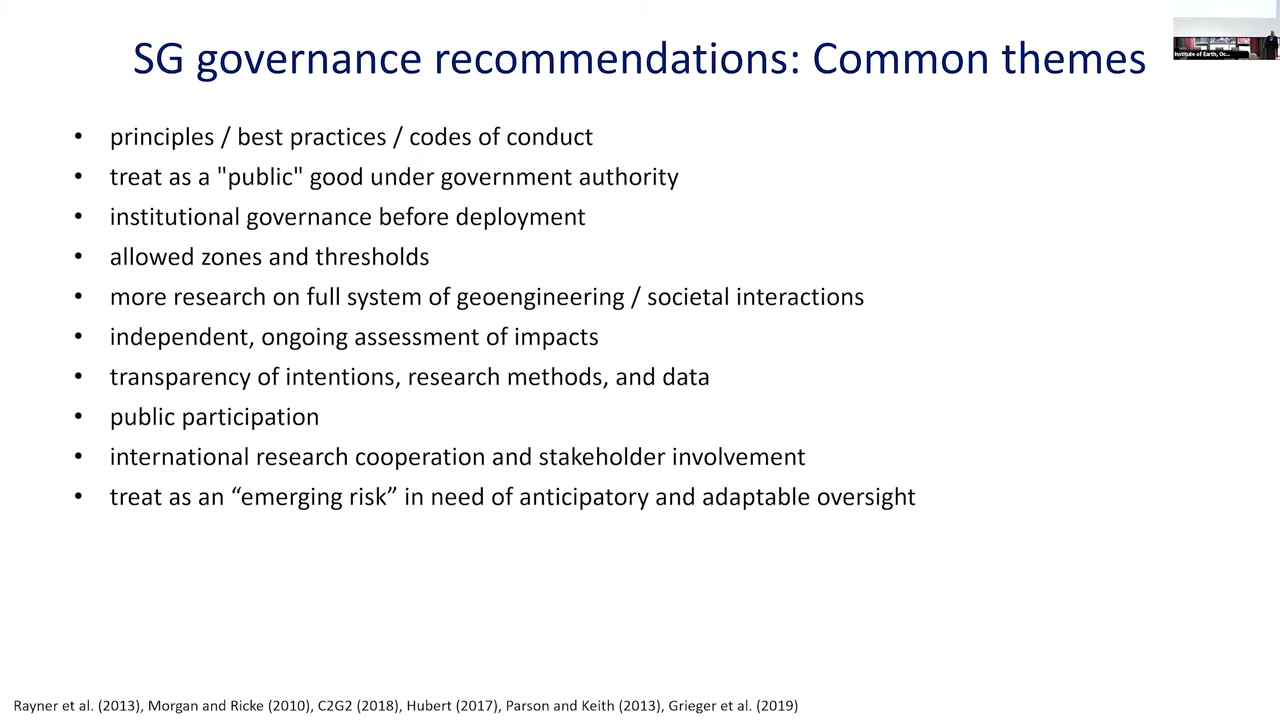 SG governance recommendations: Common themes
Institute of Earth, Oc...
• principles / best practices / codes of conduct
• treat as a "public" good under government authority
• institutional governance before deployment
• allowed zones and thresholds
• more research on full system of geoengineering / societal interactions
• independent, ongoing assessment of impacts
• transparency of intentions, research methods, and data
• public participation
• international research cooperation and stakeholder involvement
• treat as an “emerging risk” in need of anticipatory and adaptable oversight
Rayner et al. (2013), Morgan and Ricke (2010), C2G2 (2018), Hubert (2017), Parson and Keith (2013), Grieger et al. (2019)